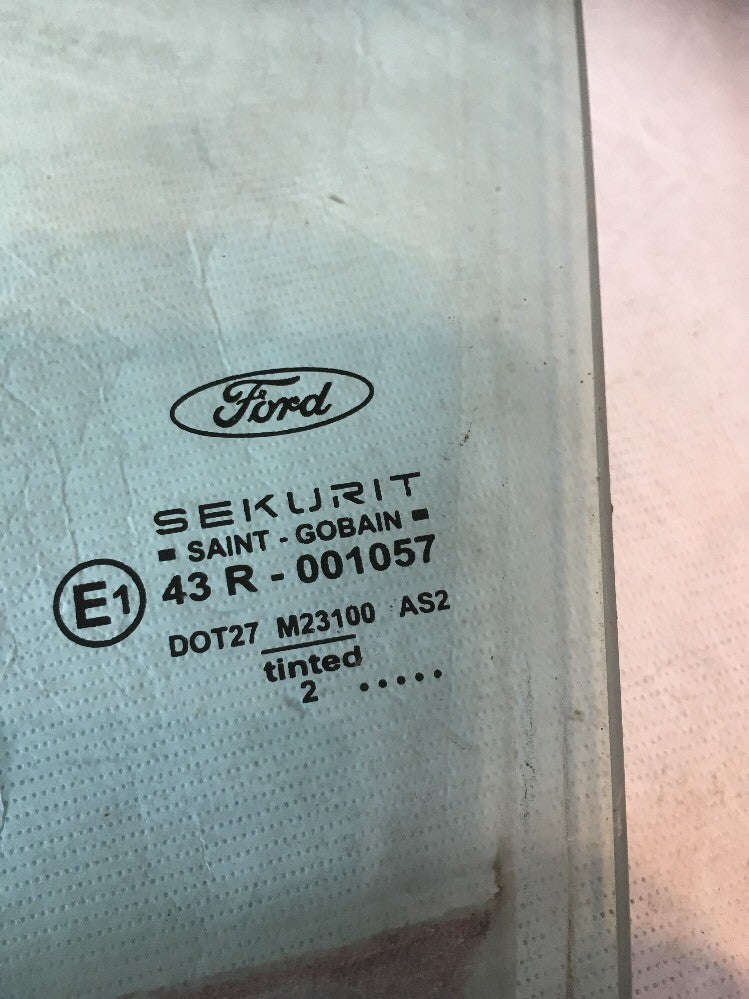 Ford
SEKURIT
SAINT - GOBAIN
E1 43 R - 001057
DOT27 M23100 AS2
tinted
2 .....